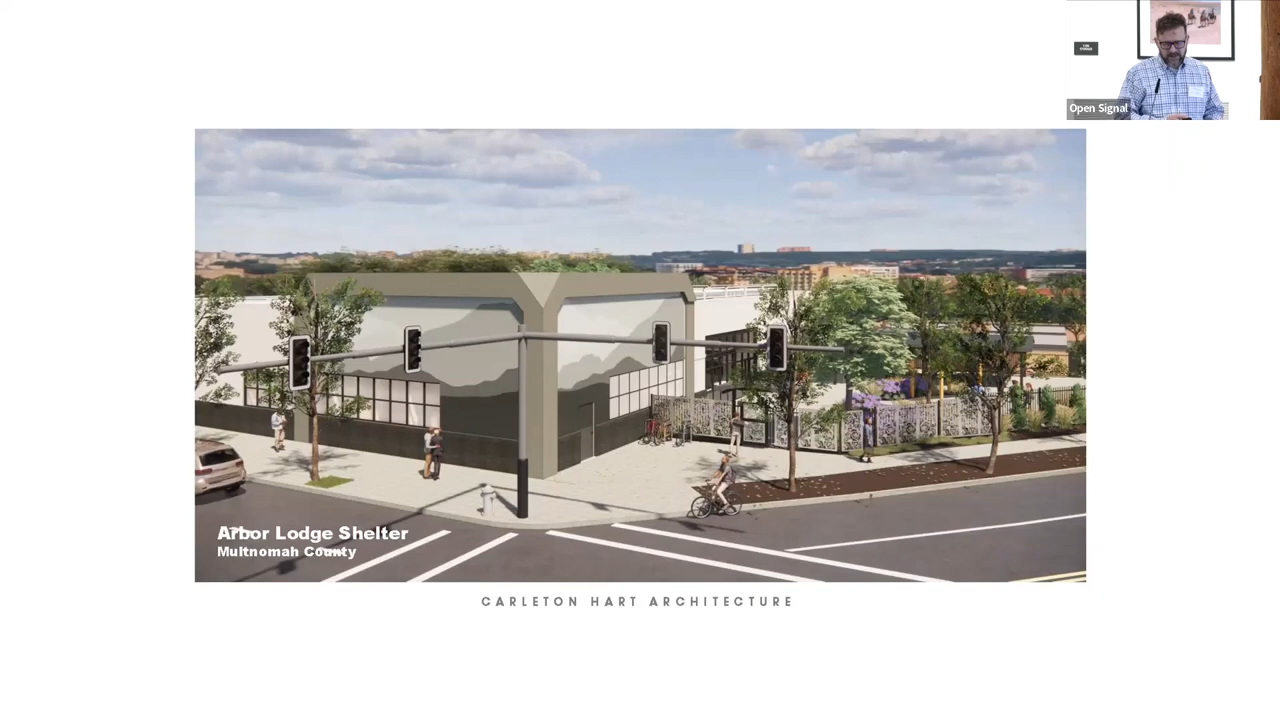 Open Signal
Arbor Lodge Shelter
Multnomah County
CARLETON HART ARCHITECTURE